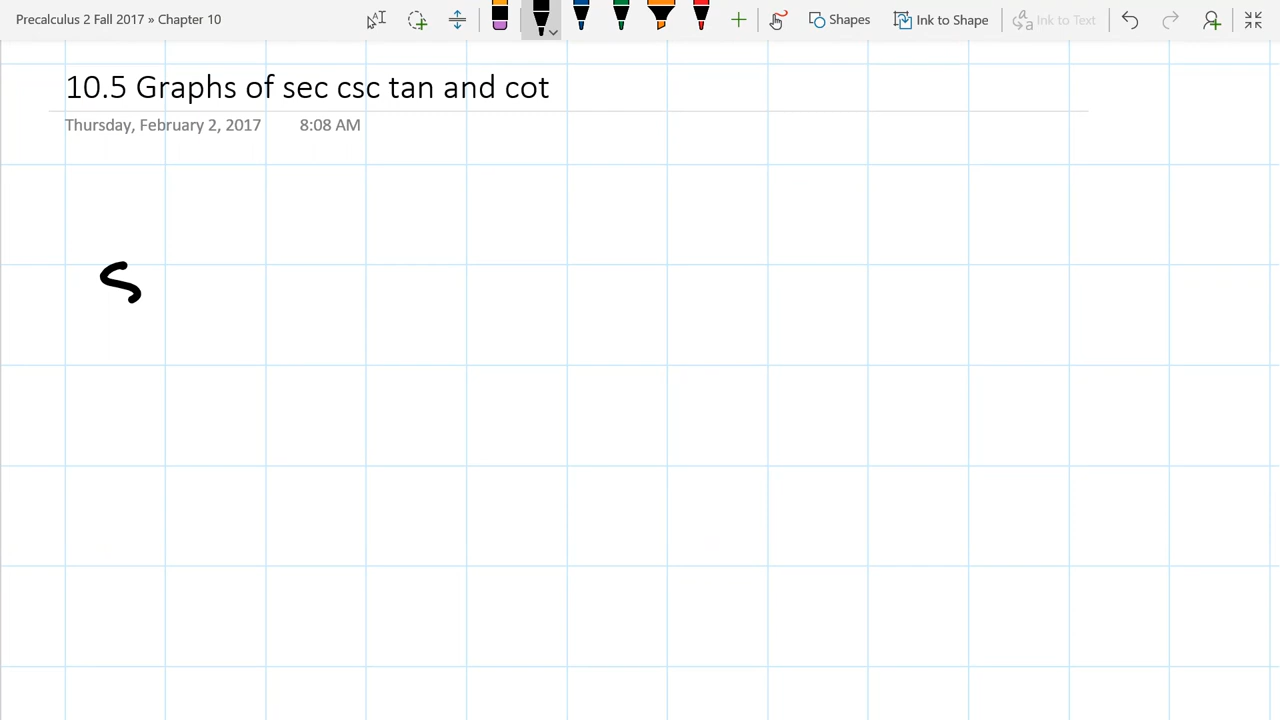 Precalculus 2 Fall 2017 » Chapter 10
Shapes
Ink to Shape
Ink to Text
10.5 Graphs of sec csc tan and cot
Thursday, February 2, 2017 8:08 AM
S